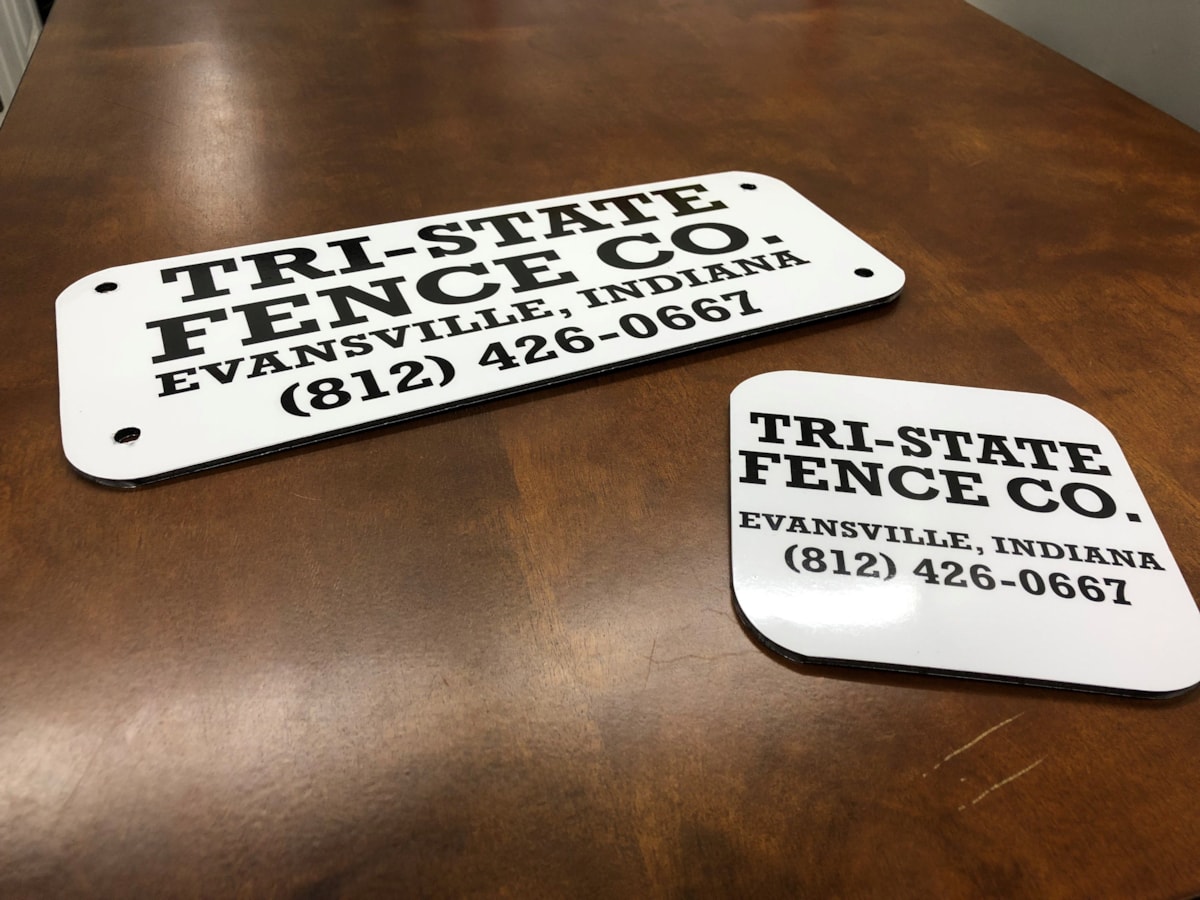 TRI-STATE
FENCE CO.
EVANSVILLE, INDIANA
(812) 426-0667
TRI-STATE
FENCE CO.
EVANSVILLE, INDIANA
(812) 426-0667